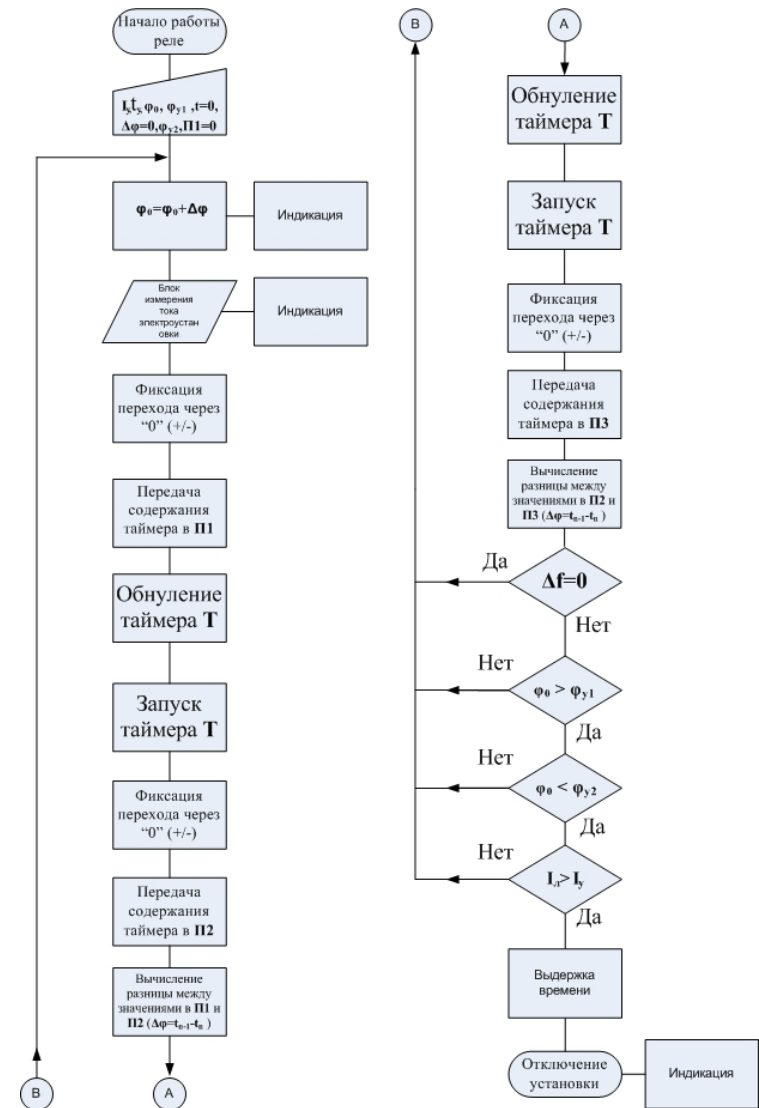 Начало работы
реле
Iу,tу, φ₀, φу1 ,t=0,
Δφ=0,φу2,П1=0
φ₀=φ₀+Δφ
Индикация
Блок
измерения
тока
электроустан
овки
Индикация
Фиксация
перехода через
“0” (+/-)
Передача
содержания
таймера в П1
Обнуление
таймера Т
Запуск
таймера Т
Фиксация
перехода через
“0” (+/-)
Передача
содержания
таймера в П2
Вычисление
разницы между
значениями в П1 и
П2 (Δφ=tn-1-tn )
В
А
В
А
Обнуление
таймера Т
Запуск
таймера Т
Фиксация
перехода через
“0” (+/-)
Передача
содержания
таймера в П3
Вычисление
разницы между
значениями в П2 и
П3 (Δφ=tn-1-tn )
Да
Δf=0
Нет
Нет
φ₀ > φу1
Да
Нет
φ₀ < φу2
Да
Нет
Iл> Iу
Да
Выдержка
времени
Отключение
установки
Индикация